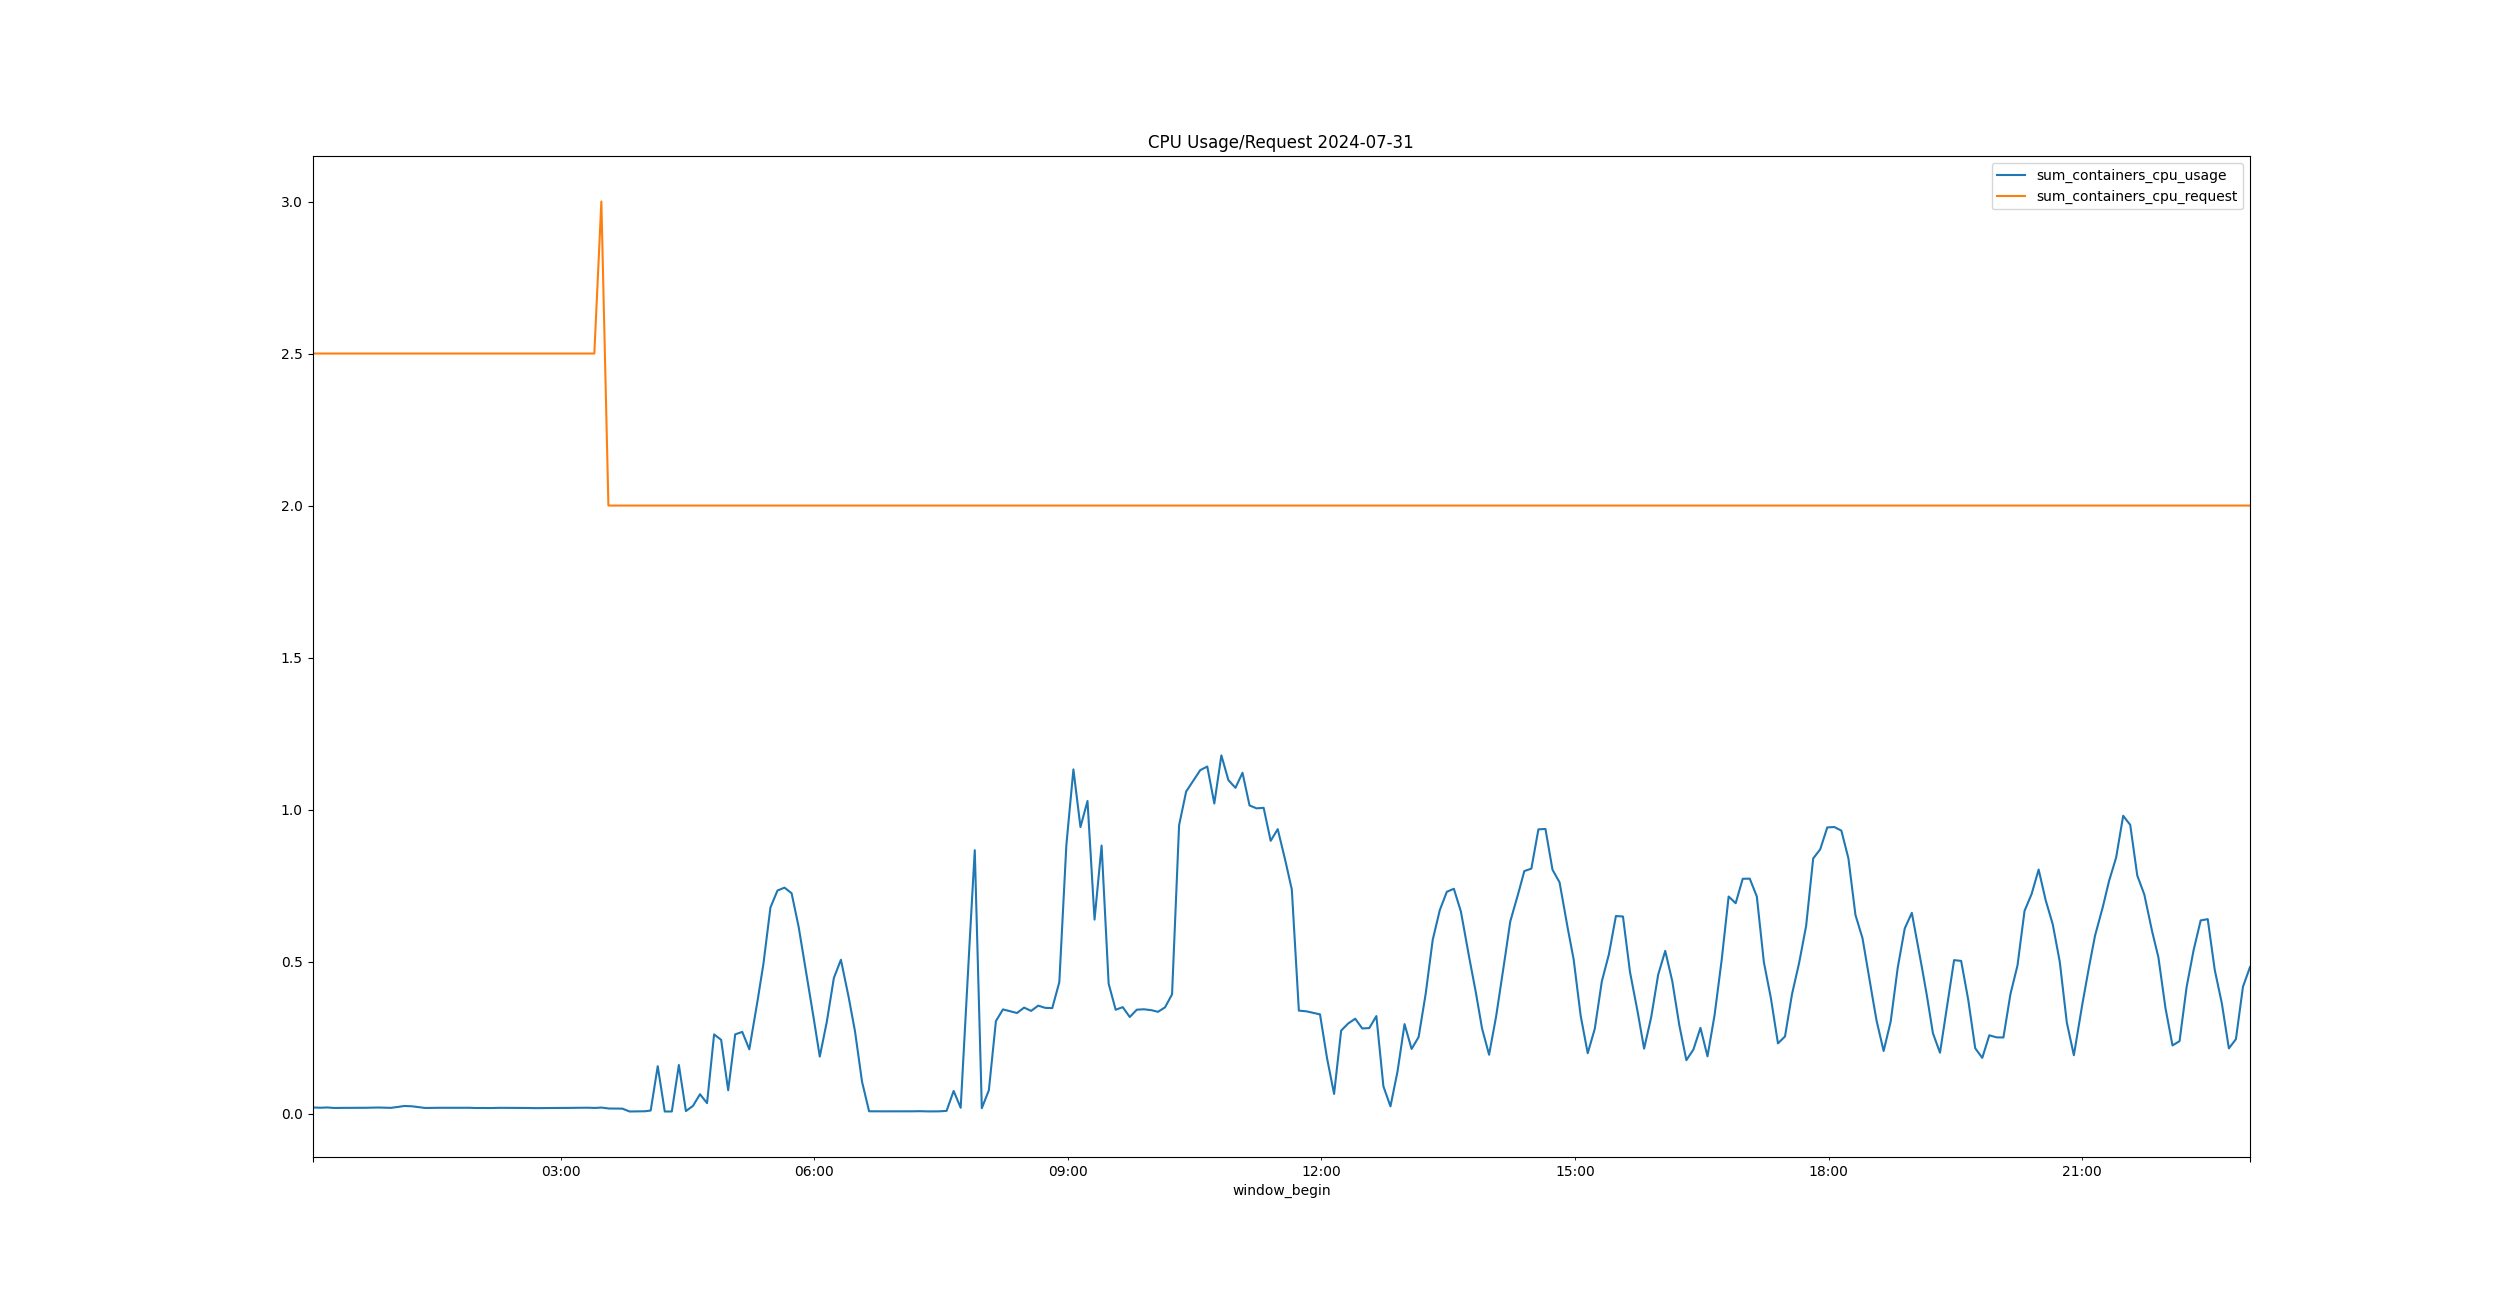 CPU Usage/Request 2024-07-31
sum_containers_cpu_usage
sum_containers_cpu_request
3.0
2.5
2.0
1.5
1.0
0.5
0.0
03:00 06:00 09:00 12:00 15:00 18:00 21:00
window_begin